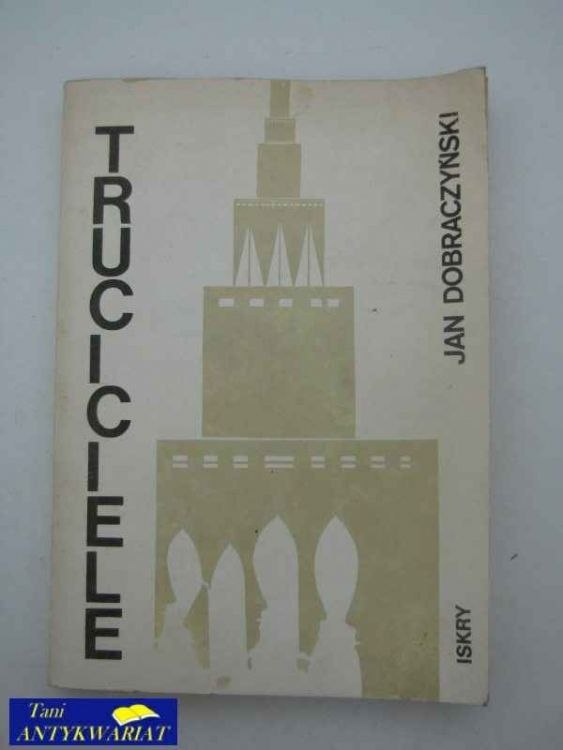 TRUCICIELE
JAN DOBRACZYŃSKI
ISKRY
Tani
ANTYKWARIAT